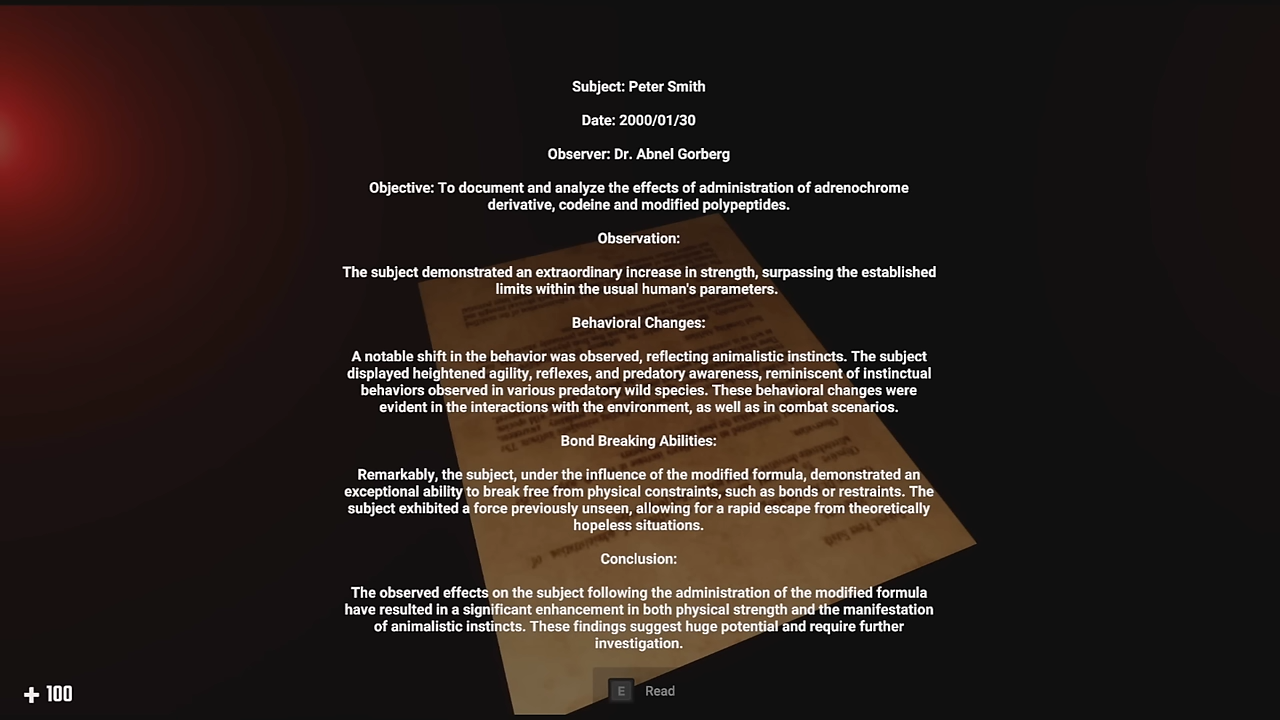 Subject: Peter Smith
Date: 2000/01/30
Observer: Dr. Abnel Gorberg
Objective: To document and analyze the effects of administration of adrenochrome
derivative, codeine and modified polypeptides.
Observation:
The subject demonstrated an extraordinary increase in strength, surpassing the established
limits within the usual human's parameters.
Behavioral Changes:
A notable shift in the behavior was observed, reflecting animalistic instincts. The subject
displayed heightened agility, reflexes, and predatory awareness, reminiscent of instinctual
behaviors observed in various predatory wild species. These behavioral changes were
evident in the interactions with the environment, as well as in combat scenarios.
Bond Breaking Abilities:
Remarkably, the subject, under the influence of the modified formula, demonstrated an
exceptional ability to break free from physical constraints, such as bonds or restraints. The
subject exhibited a force previously unseen, allowing for a rapid escape from theoretically
hopeless situations.
Conclusion:
The observed effects on the subject following the administration of the modified formula
have resulted in a significant enhancement in both physical strength and the manifestation
of animalistic instincts. These findings suggest huge potential and require further
investigation.
E Read
+ 100